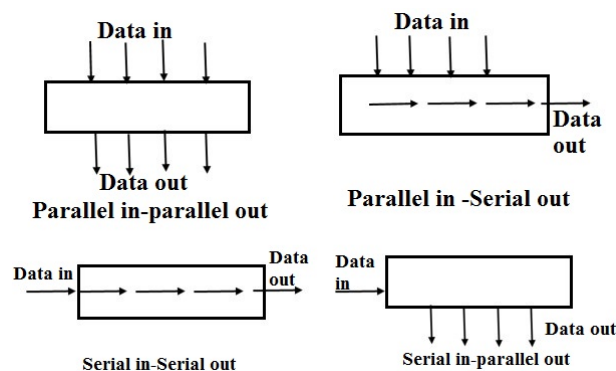 Data in
Data out
Parallel in-parallel out
Data in
Data
out
Parallel in -Serial out
Data in
Data
out
Serial in-Serial out
Data
in
Data out
Serial in-parallel out